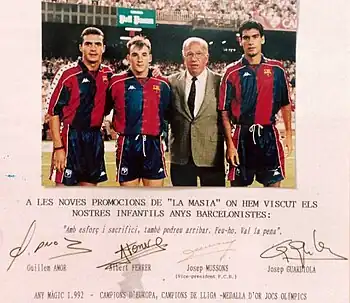 A LES NOVES PROMOCIONS DE "LA MASIA" ON HEM VISCUT ELS
NOSTRES INFANTILS ANYS BARCELONISTES:
"Amb esforç i sacrifici, també podreu arribar. Feu-ho. Val la pena".
Guillem AMOR Albert FERRER Josep MUSSONS Josep GUARDIOLA
(Vice-president F.C.B.)
ANY MÀGIC 1.992 - CAMPIONS D'EUROPA, CAMPIONS DE LLIGA -MEDALLA D'OR JOCS OLIMPICS